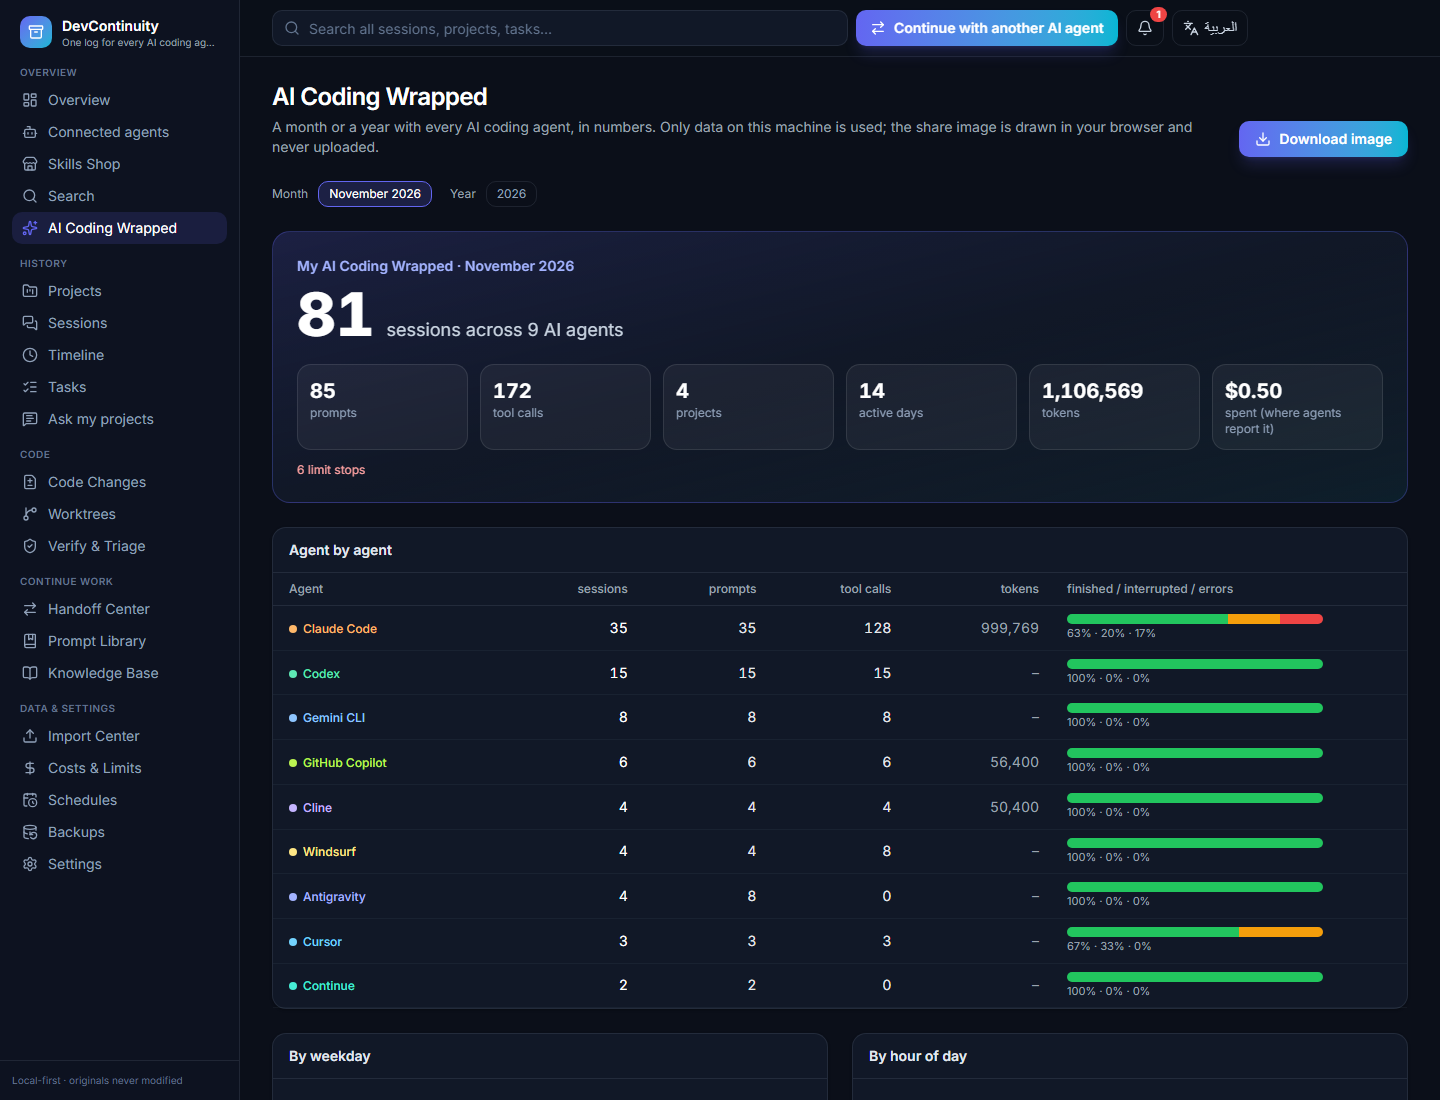 DevContinuity
One log for every AI coding ag...
OVERVIEW
Overview
Connected agents
Skills Shop
Search
AI Coding Wrapped
HISTORY
Projects
Sessions
Timeline
Tasks
Ask my projects
CODE
Code Changes
Worktrees
Verify & Triage
CONTINUE WORK
Handoff Center
Prompt Library
Knowledge Base
DATA & SETTINGS
Import Center
Costs & Limits
Schedules
Backups
Settings
Local-first · originals never modified
Search all sessions, projects, tasks...
Continue with another AI agent
1
العربية
AI Coding Wrapped
A month or a year with every AI coding agent, in numbers. Only data on this machine is used; the share image is drawn in your browser and
never uploaded.
Download image
Month November 2026 Year 2026
My AI Coding Wrapped · November 2026
81 sessions across 9 AI agents
85
prompts
172
tool calls
4
projects
14
active days
1,106,569
tokens
$0.50
spent (where agents
report it)
6 limit stops
Agent by agent
Agent sessions prompts tool calls tokens finished / interrupted / errors
Claude Code 35 35 128 999,769
63% · 20% · 17%
Codex 15 15 15 –
100% · 0% · 0%
Gemini CLI 8 8 8 –
100% · 0% · 0%
GitHub Copilot 6 6 6 56,400
100% · 0% · 0%
Cline 4 4 4 50,400
100% · 0% · 0%
Windsurf 4 4 8 –
100% · 0% · 0%
Antigravity 4 8 0 –
100% · 0% · 0%
Cursor 3 3 3 –
67% · 33% · 0%
Continue 2 2 0 –
100% · 0% · 0%
By weekday
By hour of day